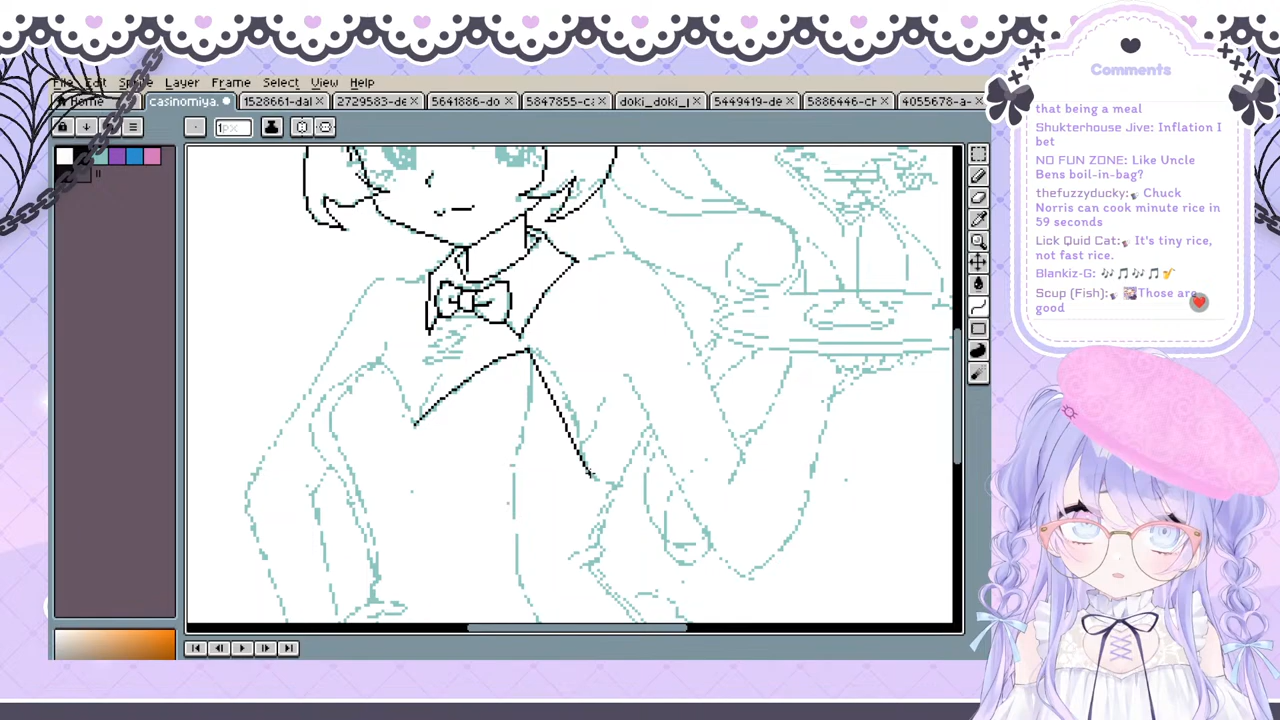 File Edit Sprite Layer Frame Select View Help
Home
casinomiya.
1528661-dal
2729583-de
5641886-do
5847855-ca
doki_doki_
5449419-de
5886446-ch
4055678-a-
1px
Comments
that being a meal
Shukterhouse Jive: Inflation I
bet
NO FUN ZONE: Like Uncle
Bens boil-in-bag?
thefuzzyducky: Chuck
Norris can cook minute rice in
59 seconds
Lick Quid Cat: It's tiny rice,
not fast rice.
Blankiz-G: 🎶🎵🎶🎵🎷
Scup (Fish): Those are
good